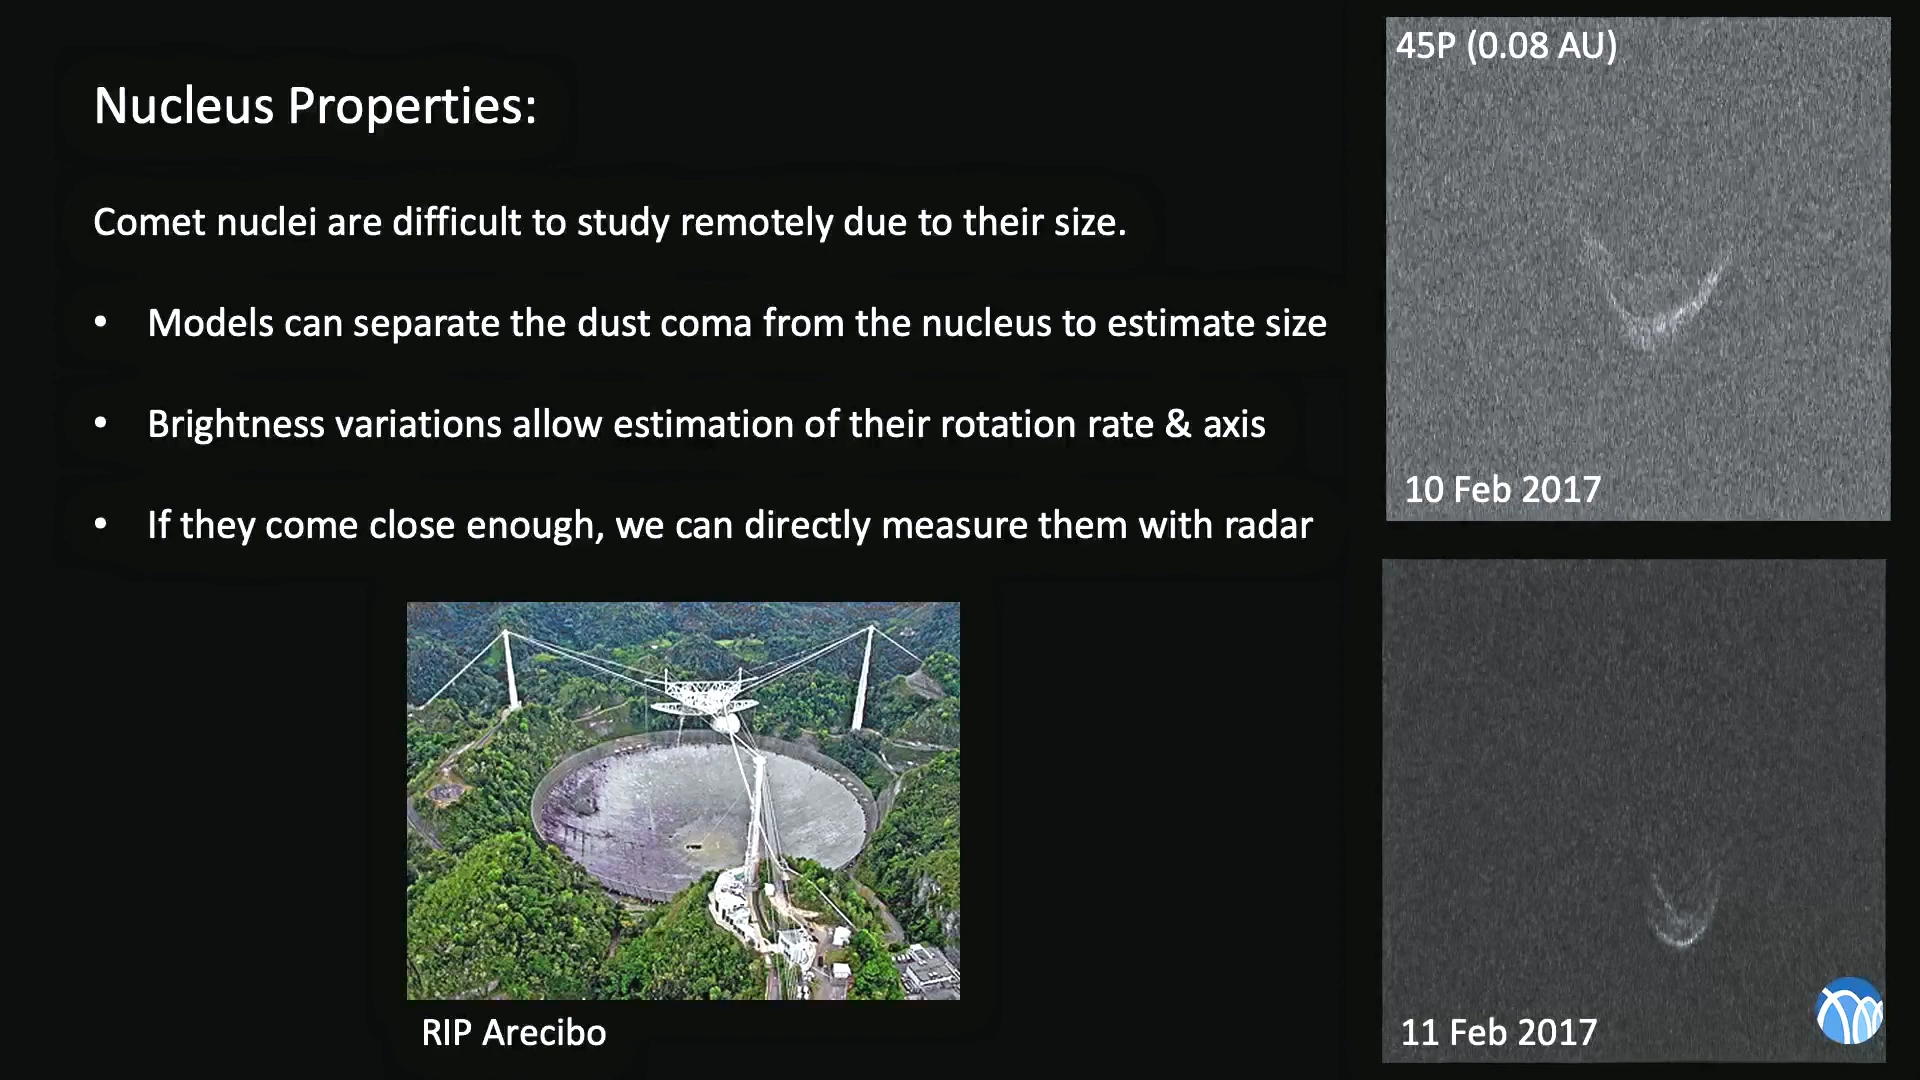 Nucleus Properties:
Comet nuclei are difficult to study remotely due to their size.
• Models can separate the dust coma from the nucleus to estimate size
• Brightness variations allow estimation of their rotation rate & axis
• If they come close enough, we can directly measure them with radar
RIP Arecibo
45P (0.08 AU)
10 Feb 2017
11 Feb 2017